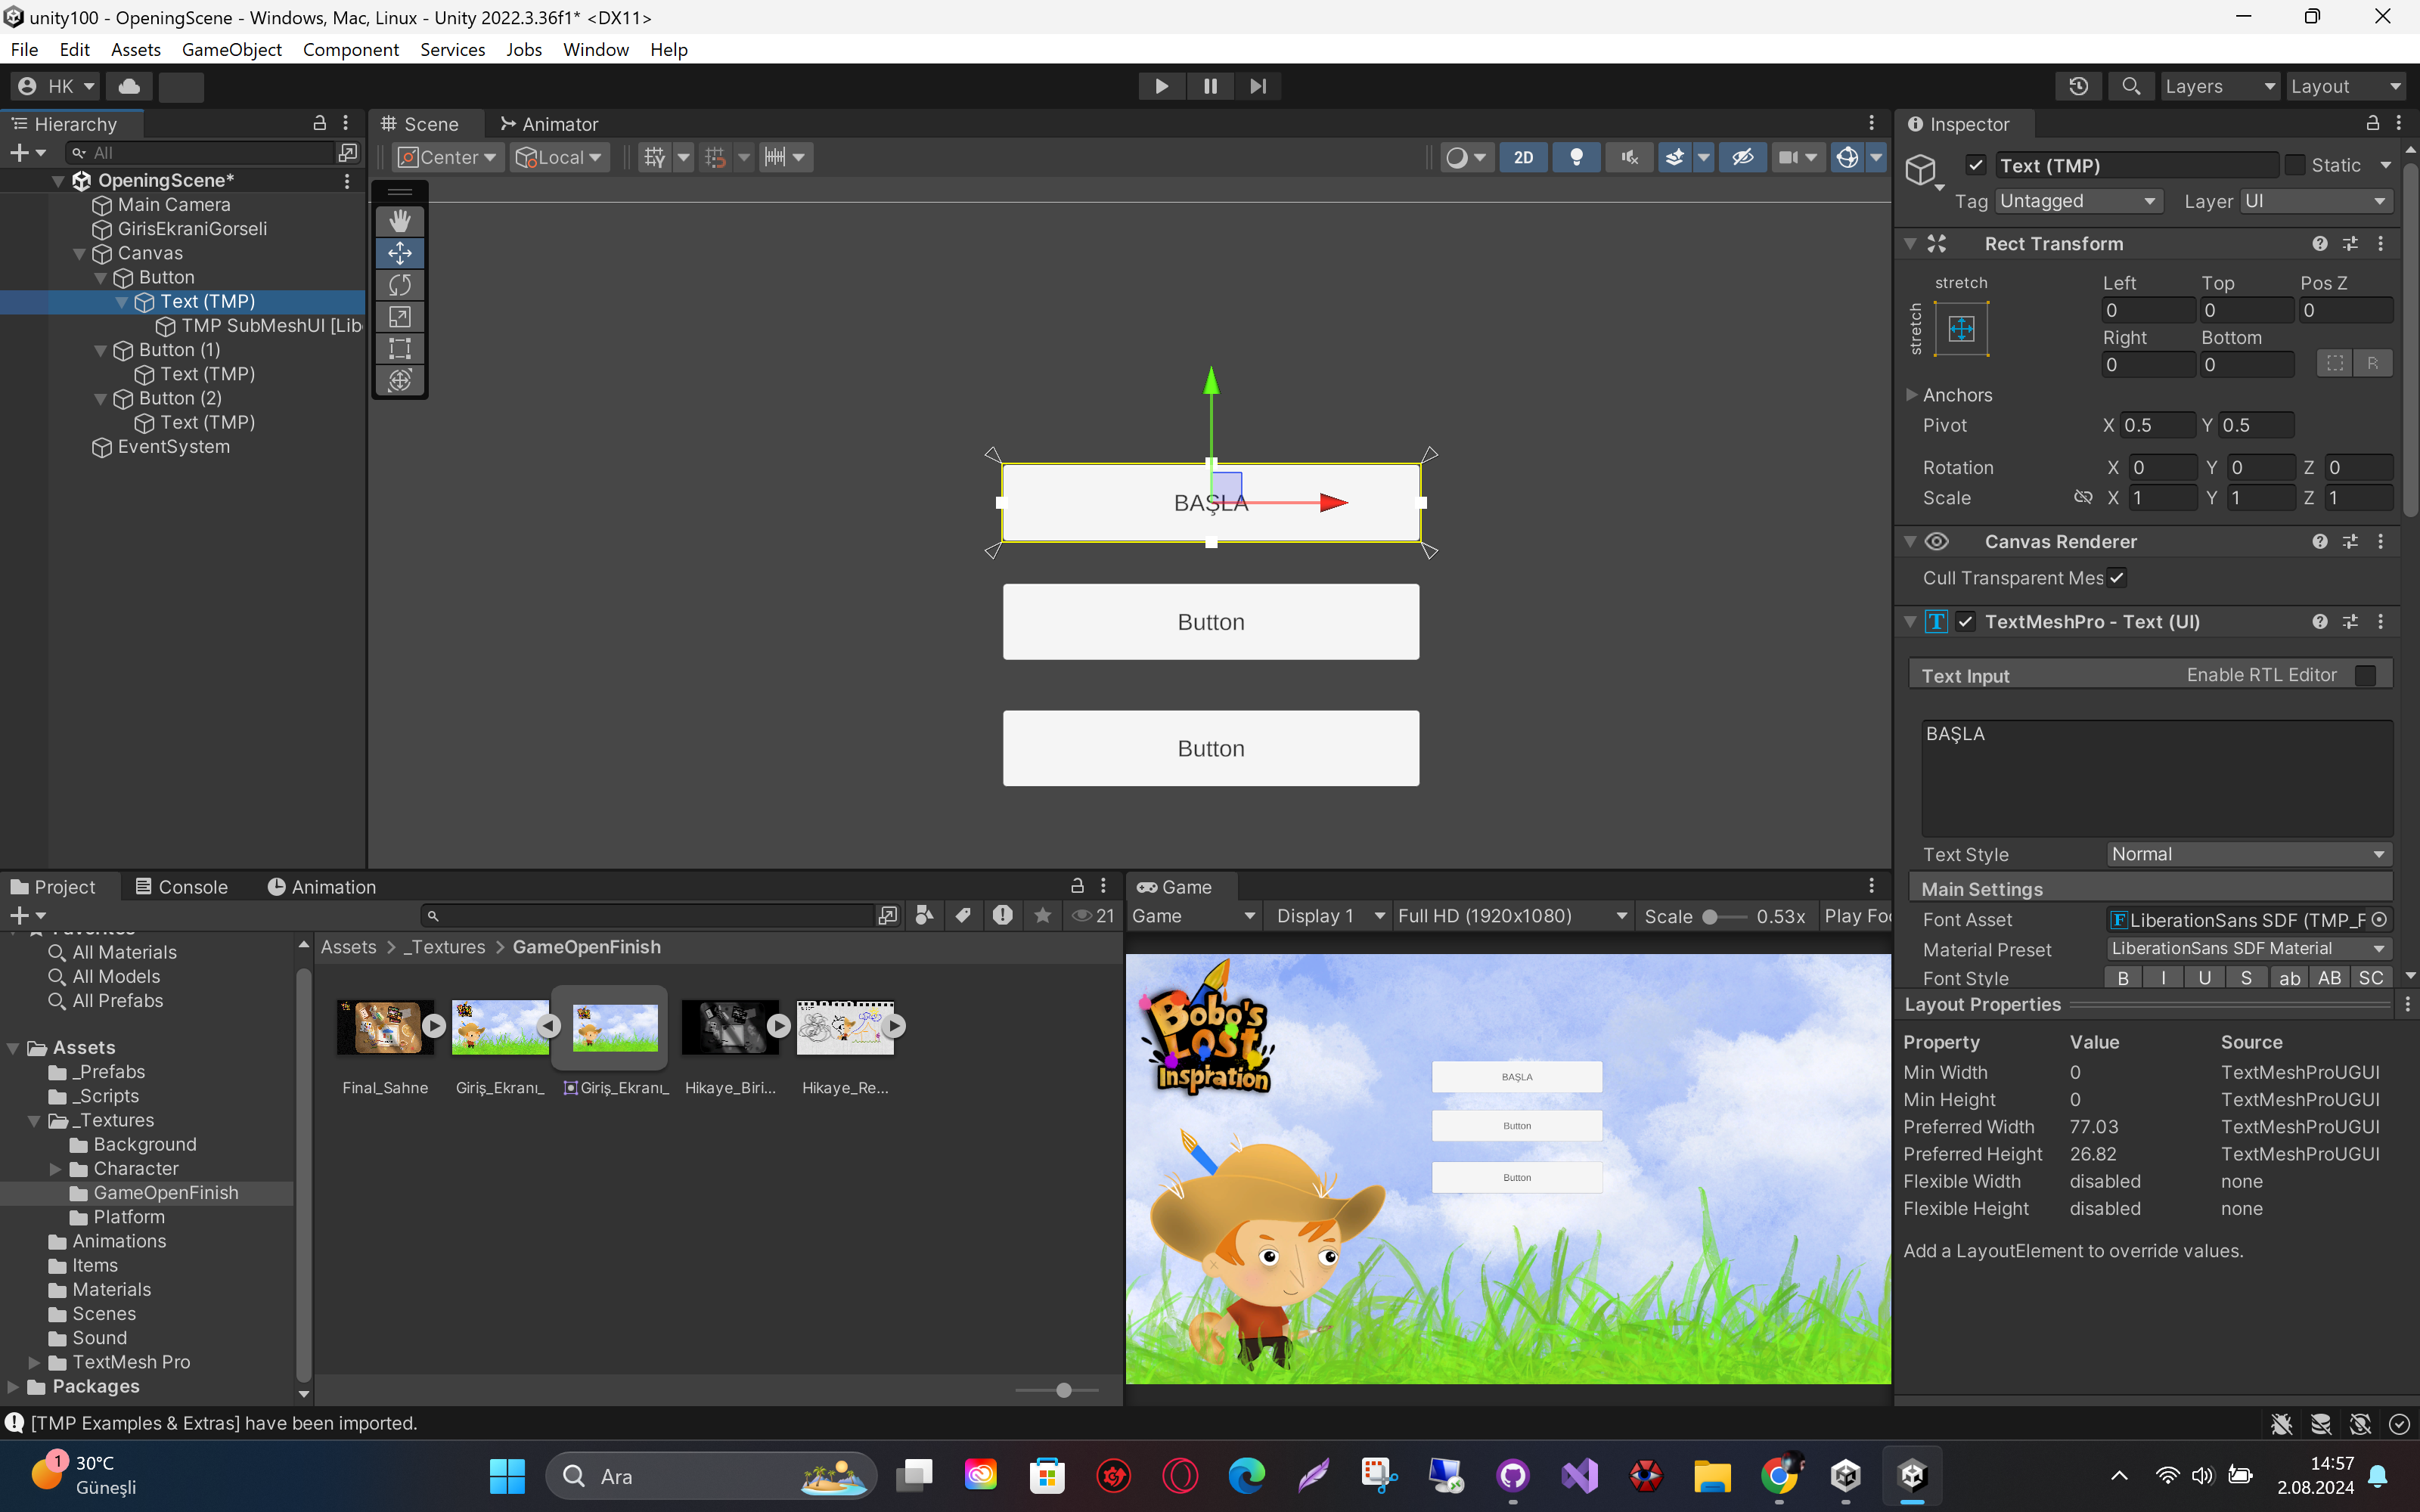 unity100 - OpeningScene - Windows, Mac, Linux - Unity 2022.3.36f1* <DX11>
File Edit Assets GameObject Component Services Jobs Window Help
HK Layers Layout
Hierarchy
All
OpeningScene*
Main Camera
GirisEkraniGorseli
Canvas
Button
Text (TMP)
TMP SubMeshUI [Lib
Button (1)
Text (TMP)
Button (2)
Text (TMP)
EventSystem
Scene Animator
Center Local 2D
BAŞLA
Button
Button
Inspector
Text (TMP) Static
Tag Untagged Layer UI
Rect Transform
stretch Left Top Pos Z
stretch
0 0 0
Right Bottom
0 0 R
Anchors
Pivot X 0.5 Y 0.5
Rotation X 0 Y 0 Z 0
Scale X 1 Y 1 Z 1
Canvas Renderer
Cull Transparent Mes
TextMeshPro - Text (UI)
Text Input Enable RTL Editor
BAŞLA
Text Style Normal
Main Settings
Font Asset LiberationSans SDF (TMP_F
Material Preset LiberationSans SDF Material
Font Style B I U S ab AB SC
Layout Properties
Property Value Source
Min Width 0 TextMeshProUGUI
Min Height 0 TextMeshProUGUI
Preferred Width 77.03 TextMeshProUGUI
Preferred Height 26.82 TextMeshProUGUI
Flexible Width disabled none
Flexible Height disabled none
Add a LayoutElement to override values.
Project Console Animation
21
Favorites
All Materials
All Models
All Prefabs
Assets
_Prefabs
_Scripts
_Textures
Background
Character
GameOpenFinish
Platform
Animations
Items
Materials
Scenes
Sound
TextMesh Pro
Packages
Assets > _Textures > GameOpenFinish
Final_Sahne Giriş_Ekranı_ Giriş_Ekranı_ Hikaye_Biri... Hikaye_Re...
Game
Game Display 1 Full HD (1920x1080) Scale 0.53x Play Fo
Bobo's
Lost
Inspiration
BAŞLA
Button
Button
[TMP Examples & Extras] have been imported.
1
30°C
Güneşli
Ara
14:57
2.08.2024